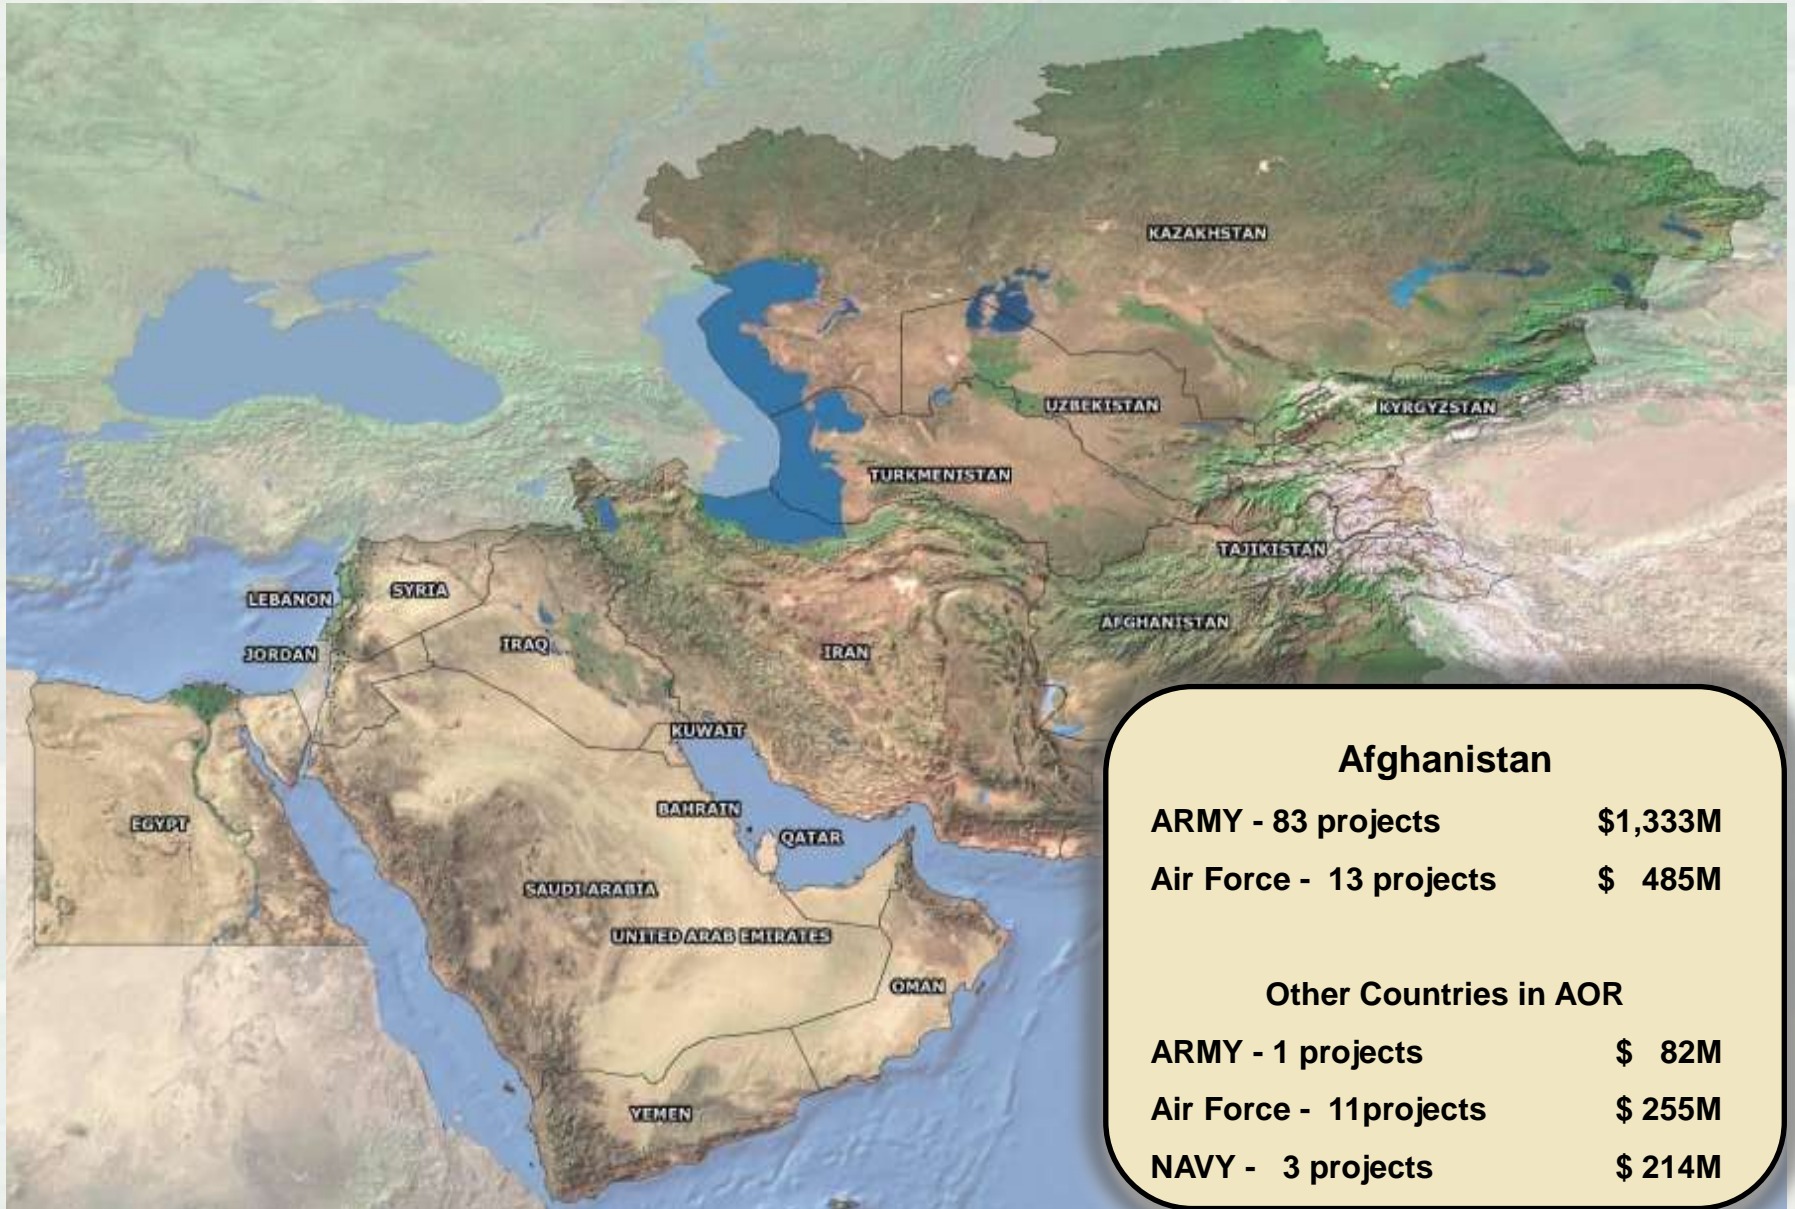 KAZAKHSTAN
UZBEKISTAN
KYRGYZSTAN
TURKMENISTAN
TAJIKISTAN
SYRIA
LEBANON
AFGHANISTAN
IRAQ
IRAN
JORDAN
KUWAIT
BAHRAIN
EGYPT
QATAR
SAUDI ARABIA
UNITED ARAB EMIRATES
OMAN
YEMEN
Afghanistan
ARMY - 83 projects $1,333M
Air Force - 13 projects $ 485M
Other Countries in AOR
ARMY - 1 projects $ 82M
Air Force - 11projects $ 255M
NAVY - 3 projects $ 214M